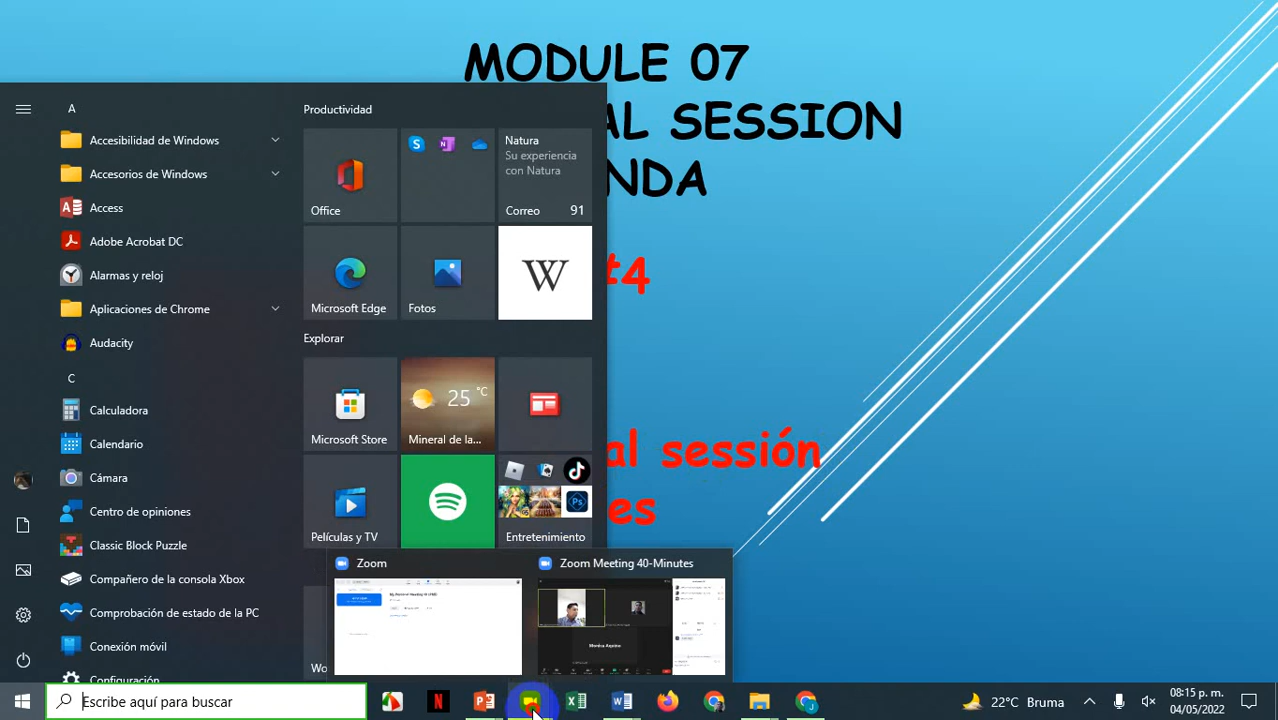 MODULE 07
AL SESSION
NDA
#4
al sessión
es
A
Accesibilidad de Windows
Accesorios de Windows
Access
Adobe Acrobat DC
Alarmas y reloj
Aplicaciones de Chrome
Audacity
C
Calculadora
Calendario
Cámara
Centro de opiniones
Classic Block Puzzle
Compañero de la consola Xbox
Comprobación de estado de la PC
Conexión móvil
Configuración
Productividad
Office
Natura
Su experiencia
con Natura
Correo 91
Microsoft Edge
Fotos
W
Explorar
Microsoft Store
25 °C
Mineral de la...
Películas y TV
Entretenimiento
Wo
Zoom
Zoom Meeting 40-Minutes
Monica Aquino
Escribe aquí para buscar
22°C Bruma
08:15 p. m.
04/05/2022